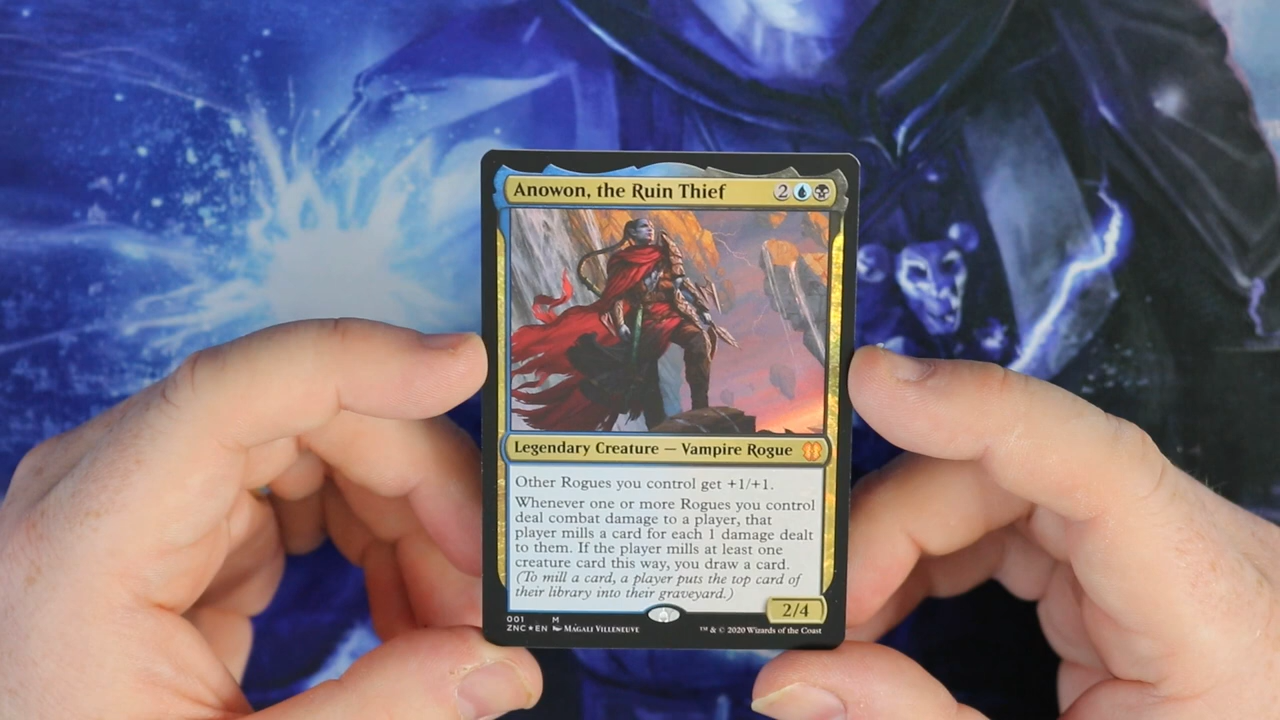 Anowon, the Ruin Thief 2
Legendary Creature — Vampire Rogue
Other Rogues you control get +1/+1.
Whenever one or more Rogues you control
deal combat damage to a player, that
player mills a card for each 1 damage dealt
to them. If the player mills at least one
creature card this way, you draw a card.
(To mill a card, a player puts the top card of
their library into their graveyard.)
2/4
001 M
ZNC★EN Magali Villeneuve ™ & © 2020 Wizards of the Coast